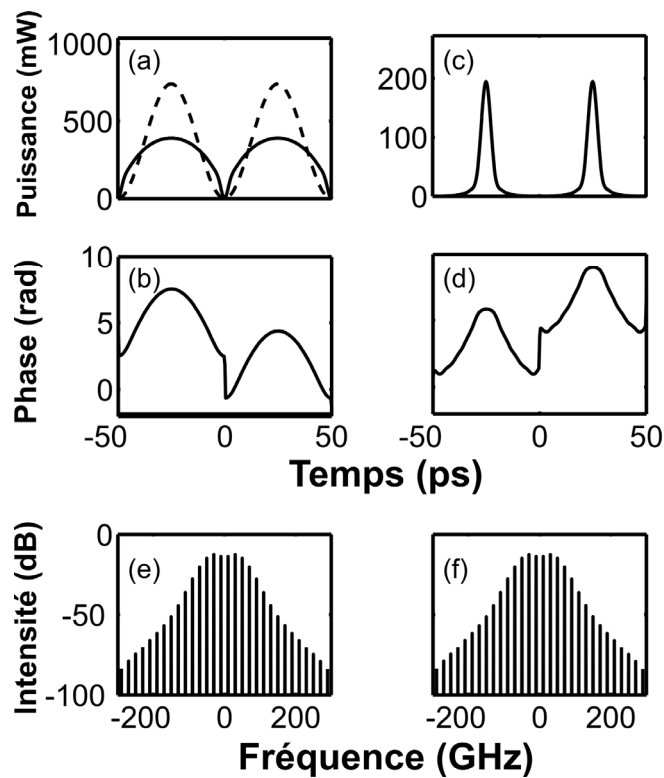 Puissance (mW)
1000
500
0
(a)
200
100
0
(c)
Phase (rad)
10
5
0
(b)
(d)
-50 0 50
-50 0 50
Temps (ps)
Intensité (dB)
0
-50
-100
(e)
(f)
-200 0 200
-200 0 200
Fréquence (GHz)